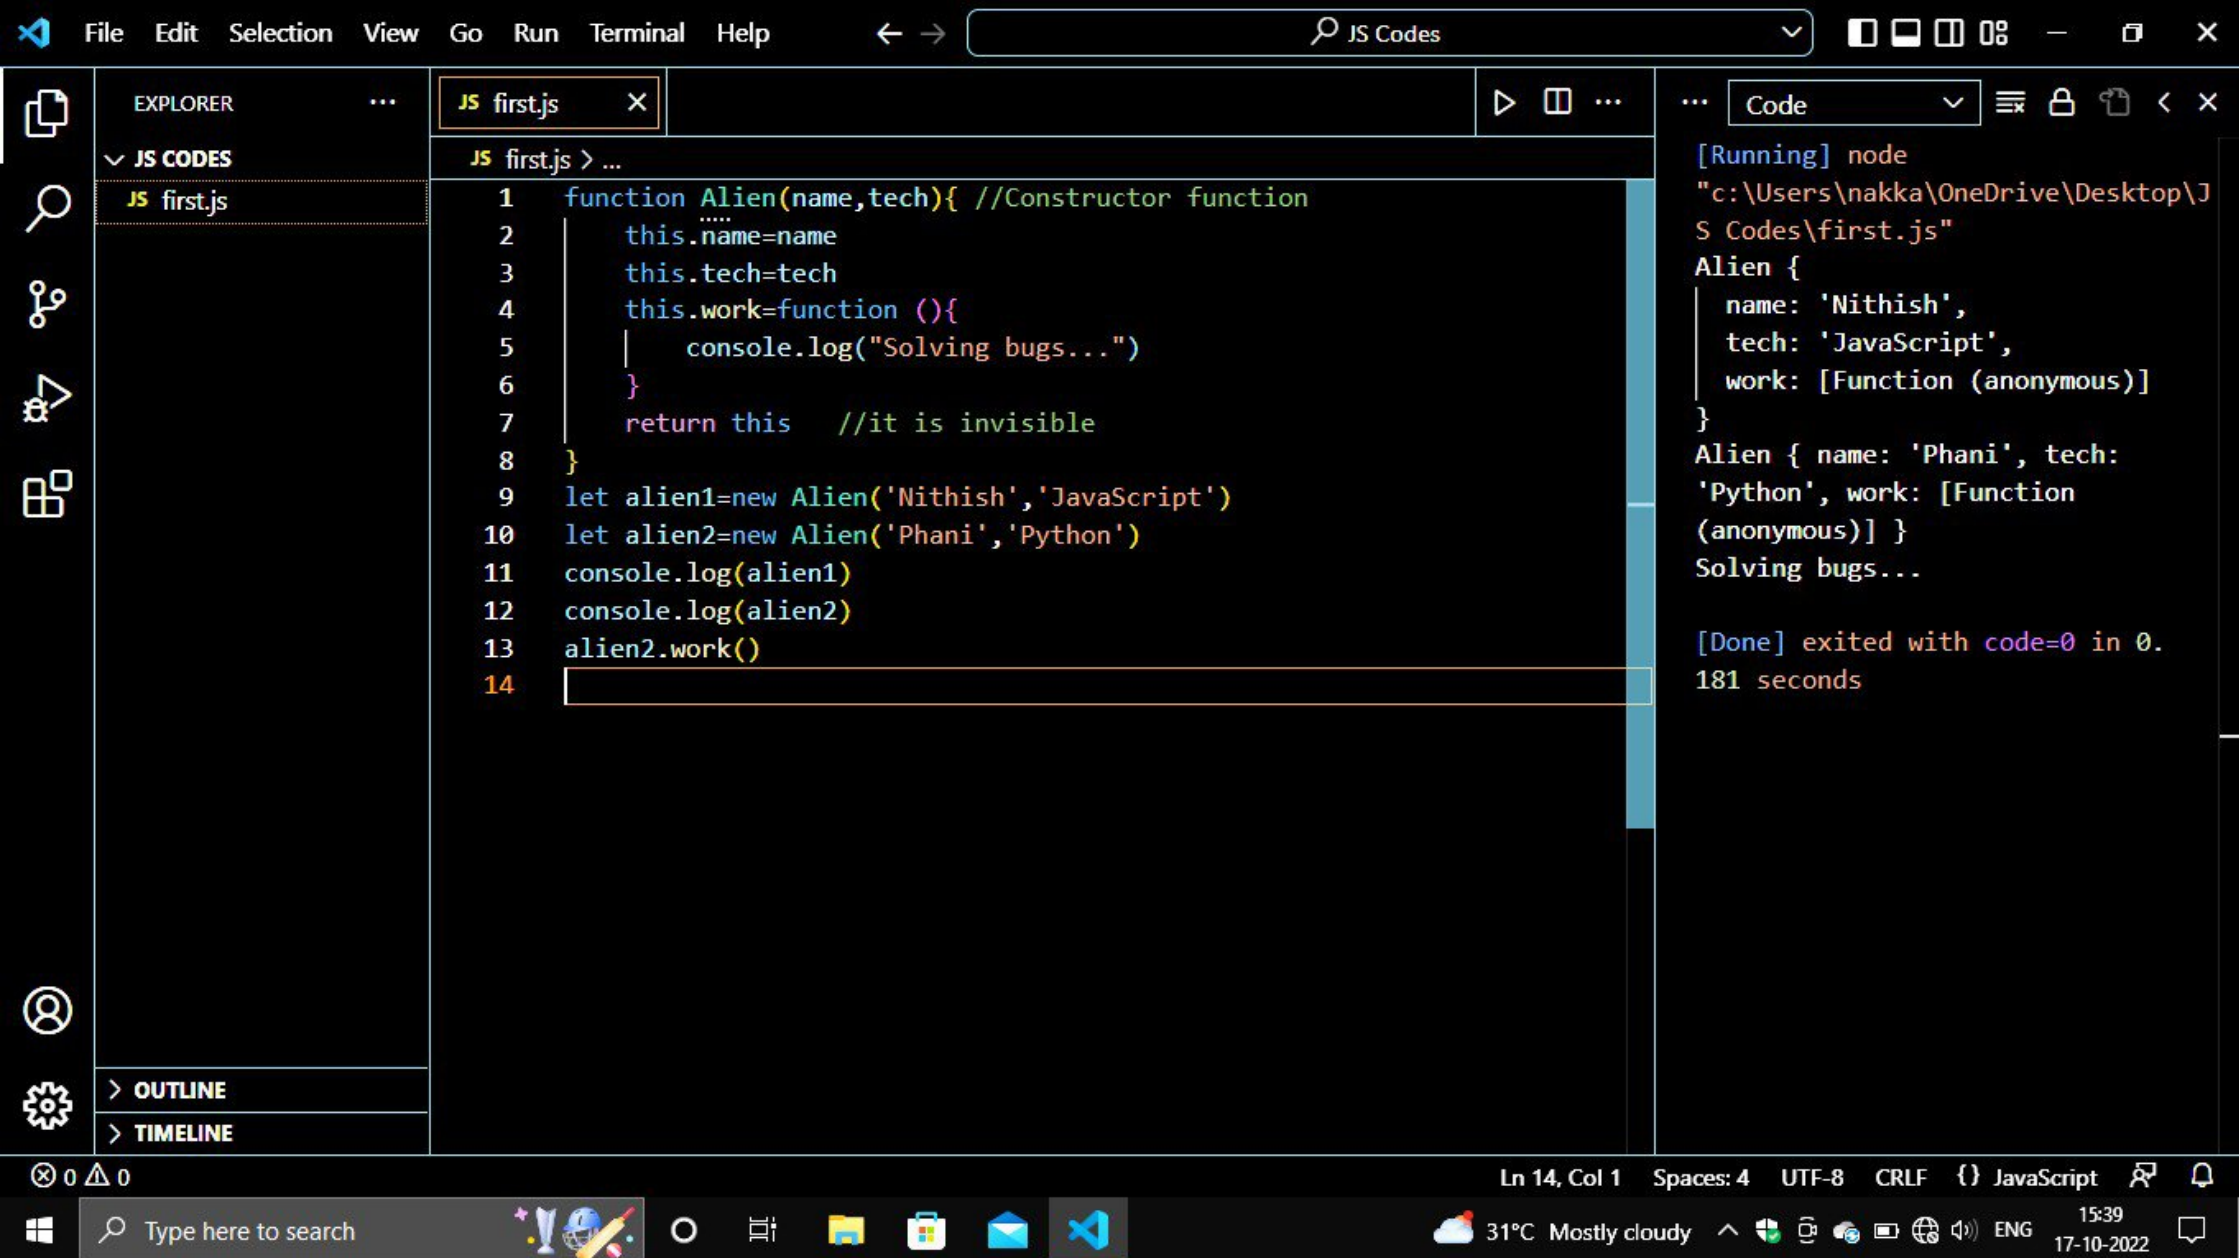 File Edit Selection View Go Run Terminal Help
JS Codes
EXPLORER
JS CODES
JS first.js
OUTLINE
TIMELINE
JS first.js
JS first.js > ...
1 function Alien(name,tech){ //Constructor function
2     this.name=name
3     this.tech=tech
4     this.work=function (){
5         console.log("Solving bugs...")
6     }
7     return this   //it is invisible
8 }
9 let alien1=new Alien('Nithish','JavaScript')
10 let alien2=new Alien('Phani','Python')
11 console.log(alien1)
12 console.log(alien2)
13 alien2.work()
14
Code
[Running] node
"c:\Users\nakka\OneDrive\Desktop\J
S Codes\first.js"
Alien {
  name: 'Nithish',
  tech: 'JavaScript',
  work: [Function (anonymous)]
}
Alien { name: 'Phani', tech:
'Python', work: [Function
(anonymous)] }
Solving bugs...
[Done] exited with code=0 in 0.
181 seconds
0 0
Ln 14, Col 1 Spaces: 4 UTF-8 CRLF {} JavaScript
Type here to search
31°C Mostly cloudy
ENG
15:39
17-10-2022